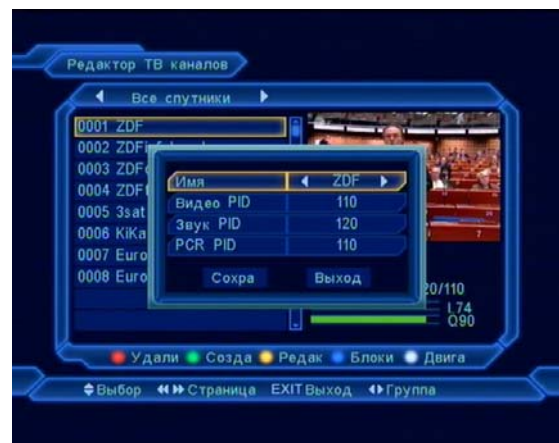 Редактор ТВ каналов
Все спутники
0001 ZDF
0002 ZDFi
0003 ZDF
0004 ZDF
0005 3sat
0006 KiKa
0007 Euro
0008 Euro
Имя ZDF
Видео PID 110
Звук PID 120
PCR PID 110
Сохра Выход
7
20/110
L74
Q90
Удали Созда Редак Блоки Двига
Выбор Страница EXIT Выход Группа